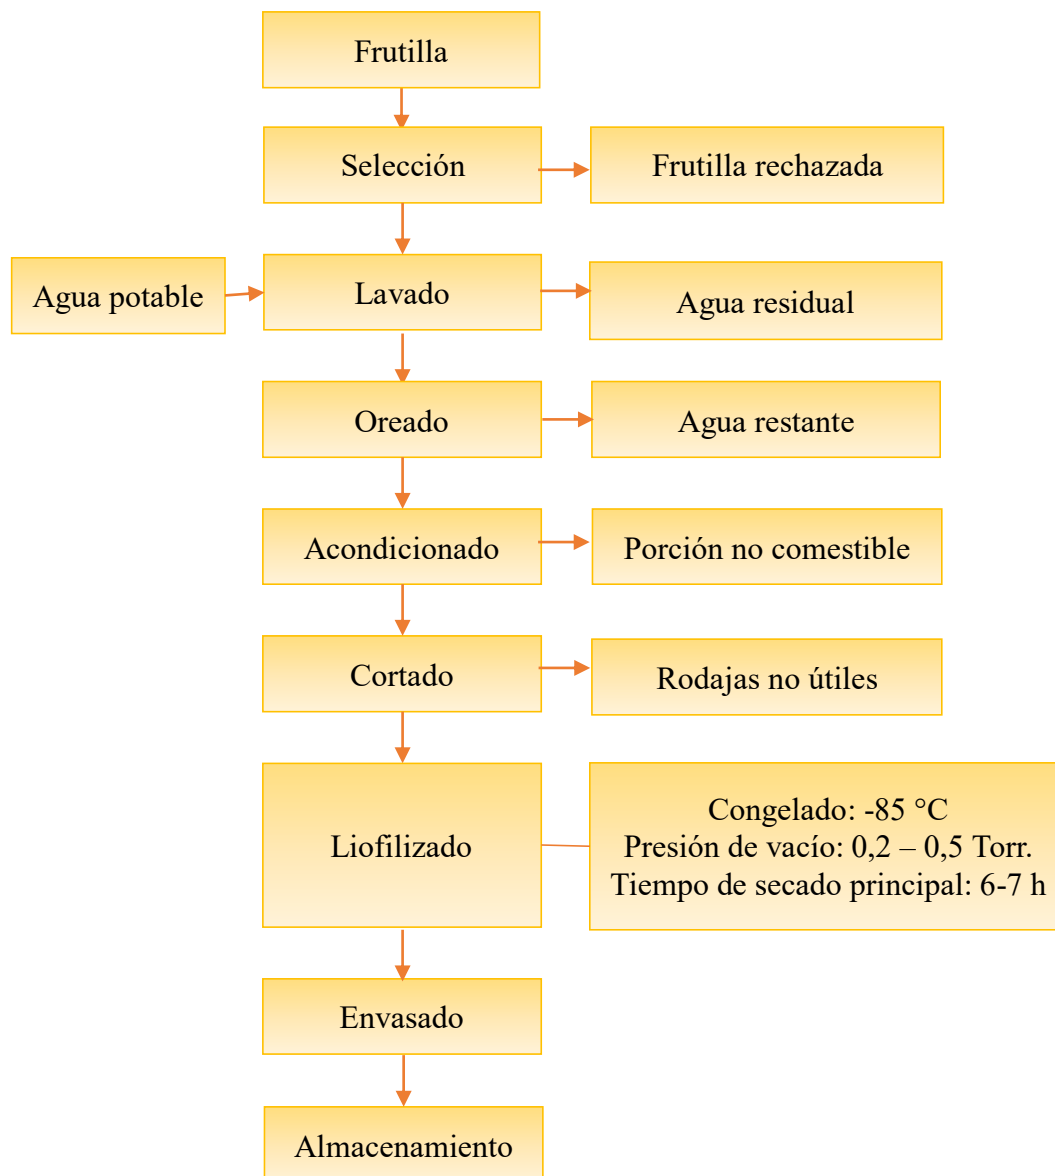 Frutilla
Selección
Frutilla rechazada
Agua potable
Lavado
Agua residual
Oreado
Agua restante
Acondicionado
Porción no comestible
Cortado
Rodajas no útiles
Liofilizado
Congelado: -85 °C
Presión de vacío: 0,2 – 0,5 Torr.
Tiempo de secado principal: 6-7 h
Envasado
Almacenamiento